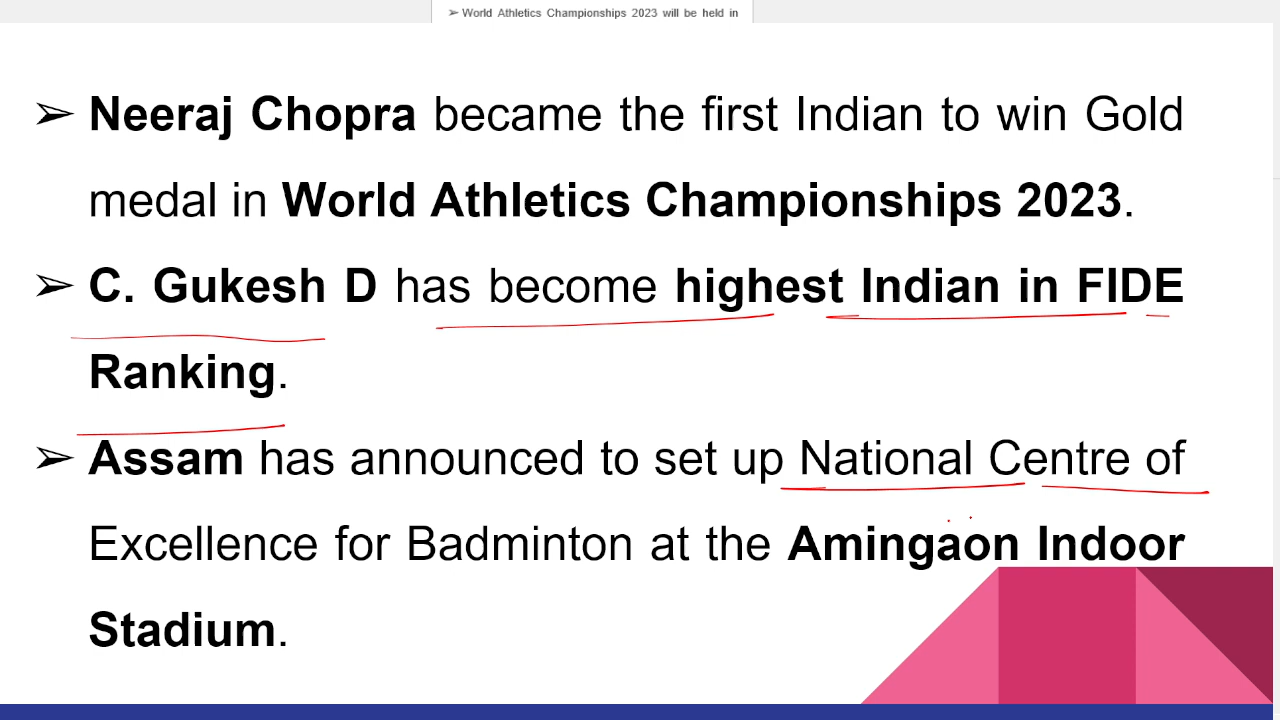 ➢ World Athletics Championships 2023 will be held in
➢ Neeraj Chopra became the first Indian to win Gold
medal in World Athletics Championships 2023.
➢ C. Gukesh D has become highest Indian in FIDE
Ranking.
➢ Assam has announced to set up National Centre of
Excellence for Badminton at the Amingaon Indoor
Stadium.